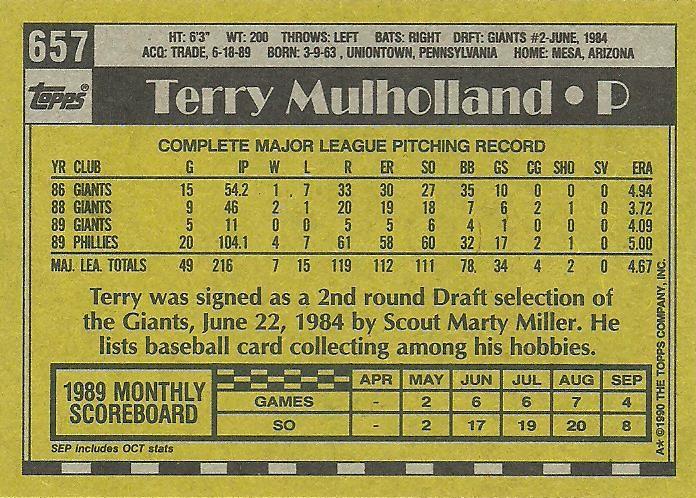 657
HT: 6'3" WT: 200 THROWS: LEFT BATS: RIGHT DRFT: GIANTS #2-JUNE, 1984
ACQ: TRADE, 6-18-89 BORN: 3-9-63 , UNIONTOWN, PENNSYLVANIA HOME: MESA, ARIZONA
TOPPS®
Terry Mulholland • P
COMPLETE MAJOR LEAGUE PITCHING RECORD
YR CLUB G IP W L R ER SO BB GS CG SHO SV ERA
86 GIANTS 15 54.2 1 7 33 30 27 35 10 0 0 0 4.94
88 GIANTS 9 46 2 1 20 19 18 7 6 2 1 0 3.72
89 GIANTS 5 11 0 0 5 5 6 4 1 0 0 0 4.09
89 PHILLIES 20 104.1 4 7 61 58 60 32 17 2 1 0 5.00
MAJ. LEA. TOTALS 49 216 7 15 119 112 111 78 34 4 2 0 4.67
Terry was signed as a 2nd round Draft selection of
the Giants, June 22, 1984 by Scout Marty Miller. He
lists baseball card collecting among his hobbies.
1989 MONTHLY
SCOREBOARD
APR MAY JUN JUL AUG SEP
GAMES - 2 6 6 7 4
SO - 2 17 19 20 8
SEP includes OCT stats
A★ ©1990 THE TOPPS COMPANY, INC.